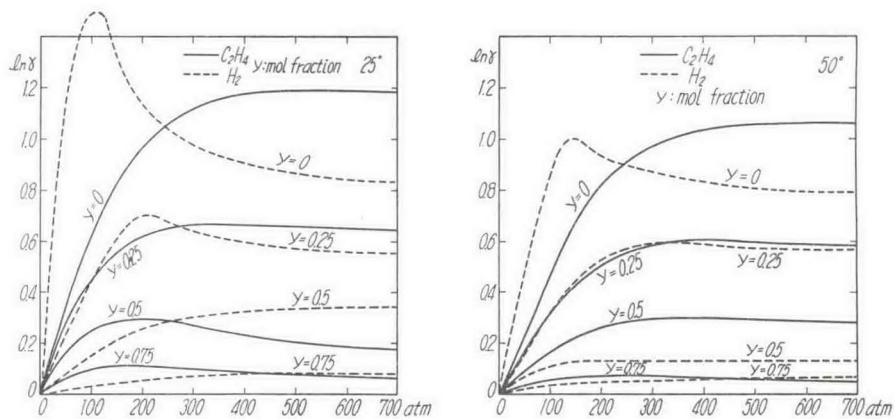 lnγ
— C₂H₄
--- H₂
y: mol fraction
25°
1.2
1.0
0.8
0.6
0.4
0.2
0
y=0
y=0
y=0.25
y=0.25
y=0.5
y=0.5
y=0.75
y=0.75
0 100 200 300 400 500 600 700 atm
lnγ
— C₂H₄
--- H₂
y: mol fraction
50°
1.2
1.0
0.8
0.6
0.4
0.2
0
y=0
y=0
y=0.25
y=0.25
y=0.5
y=0.5
y=0.75
y=0.75
0 100 200 300 400 500 600 700 atm